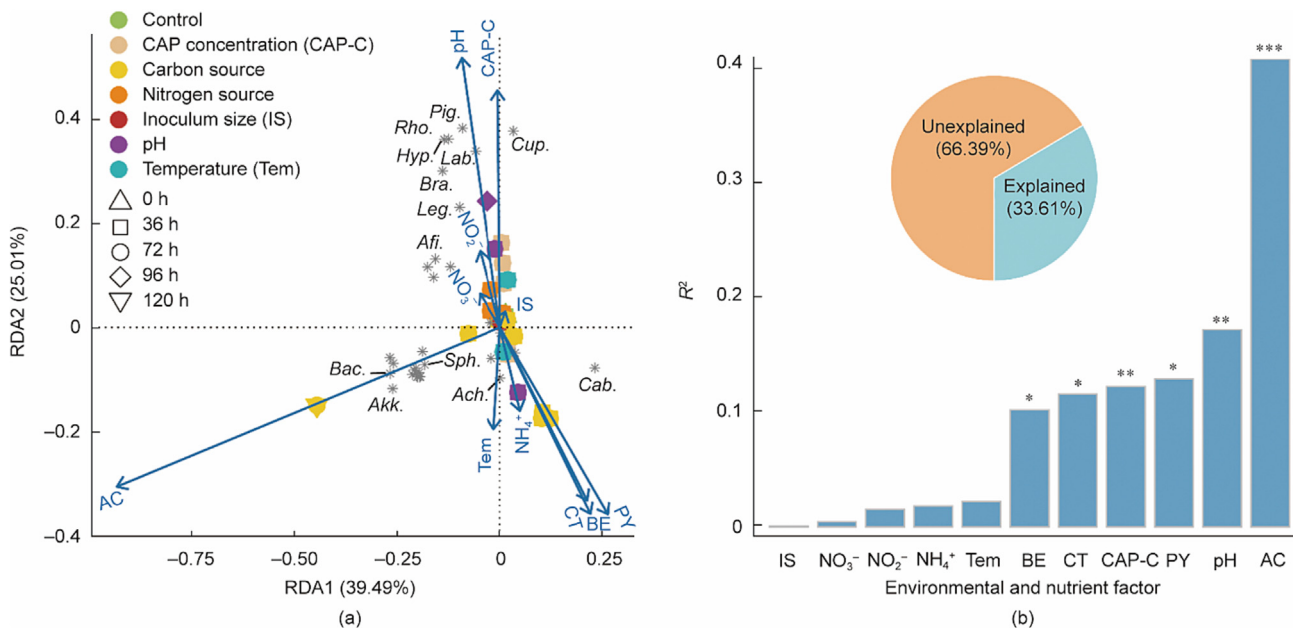 Control
CAP concentration (CAP-C)
Carbon source
Nitrogen source
Inoculum size (IS)
pH
Temperature (Tem)
0 h
36 h
72 h
96 h
120 h
pH
CAP-C
Pig.
Rho.
Hyp.
Lab.
Cup.
Bra.
Leg.
NO₂⁻
Afi.
NO₃⁻
IS
Bac.
Sph.
Akk.
Ach.
Cab.
Tem
NH₄⁺
AC
CT
BE
PY
RDA2 (25.01%)
0.4
0.2
0
−0.2
−0.4
−0.75
−0.50
−0.25
0
0.25
RDA1 (39.49%)
(a)
R²
0.4
0.3
0.2
0.1
0
Unexplained
(66.39%)
Explained
(33.61%)
*
*
**
*
**
***
IS
NO₃⁻
NO₂⁻
NH₄⁺
Tem
BE
CT
CAP-C
PY
pH
AC
Environmental and nutrient factor
(b)